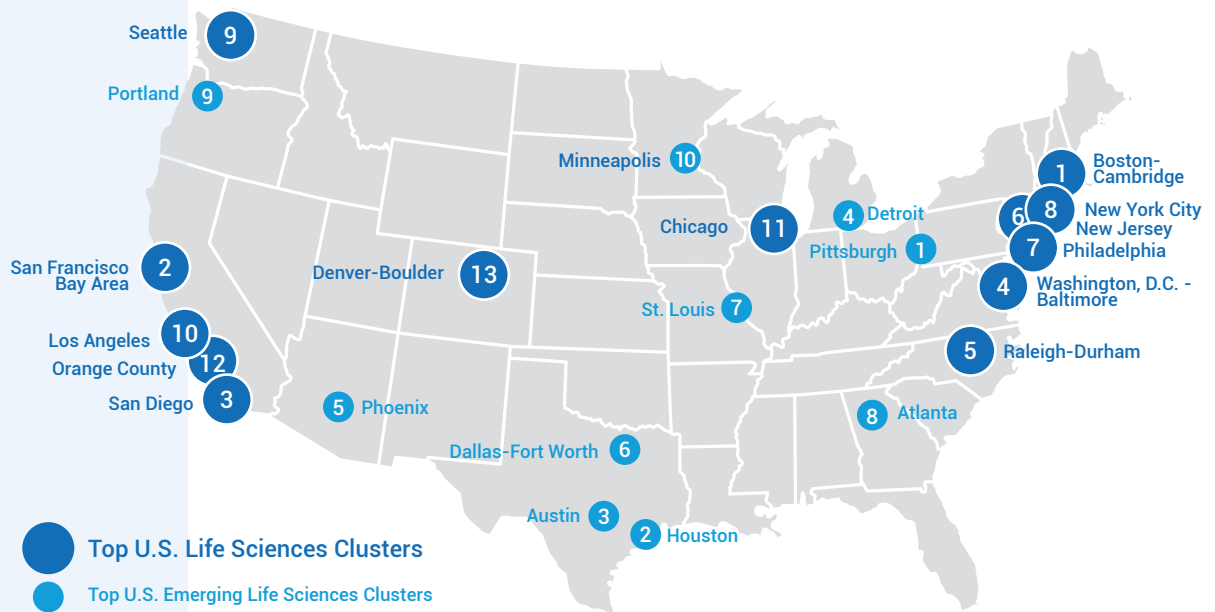 Seattle
9
Portland
9
Minneapolis
10
1
Boston-
Cambridge
6
8
New York City
New Jersey
4
Detroit
Chicago
11
Pittsburgh
1
7
Philadelphia
San Francisco
Bay Area
2
Denver-Boulder
13
4
Washington, D.C. -
Baltimore
St. Louis
7
Los Angeles
10
Orange County
12
5
Raleigh-Durham
San Diego
3
5
Phoenix
8
Atlanta
Dallas-Fort Worth
6
Austin
3
2
Houston
Top U.S. Life Sciences Clusters
Top U.S. Emerging Life Sciences Clusters